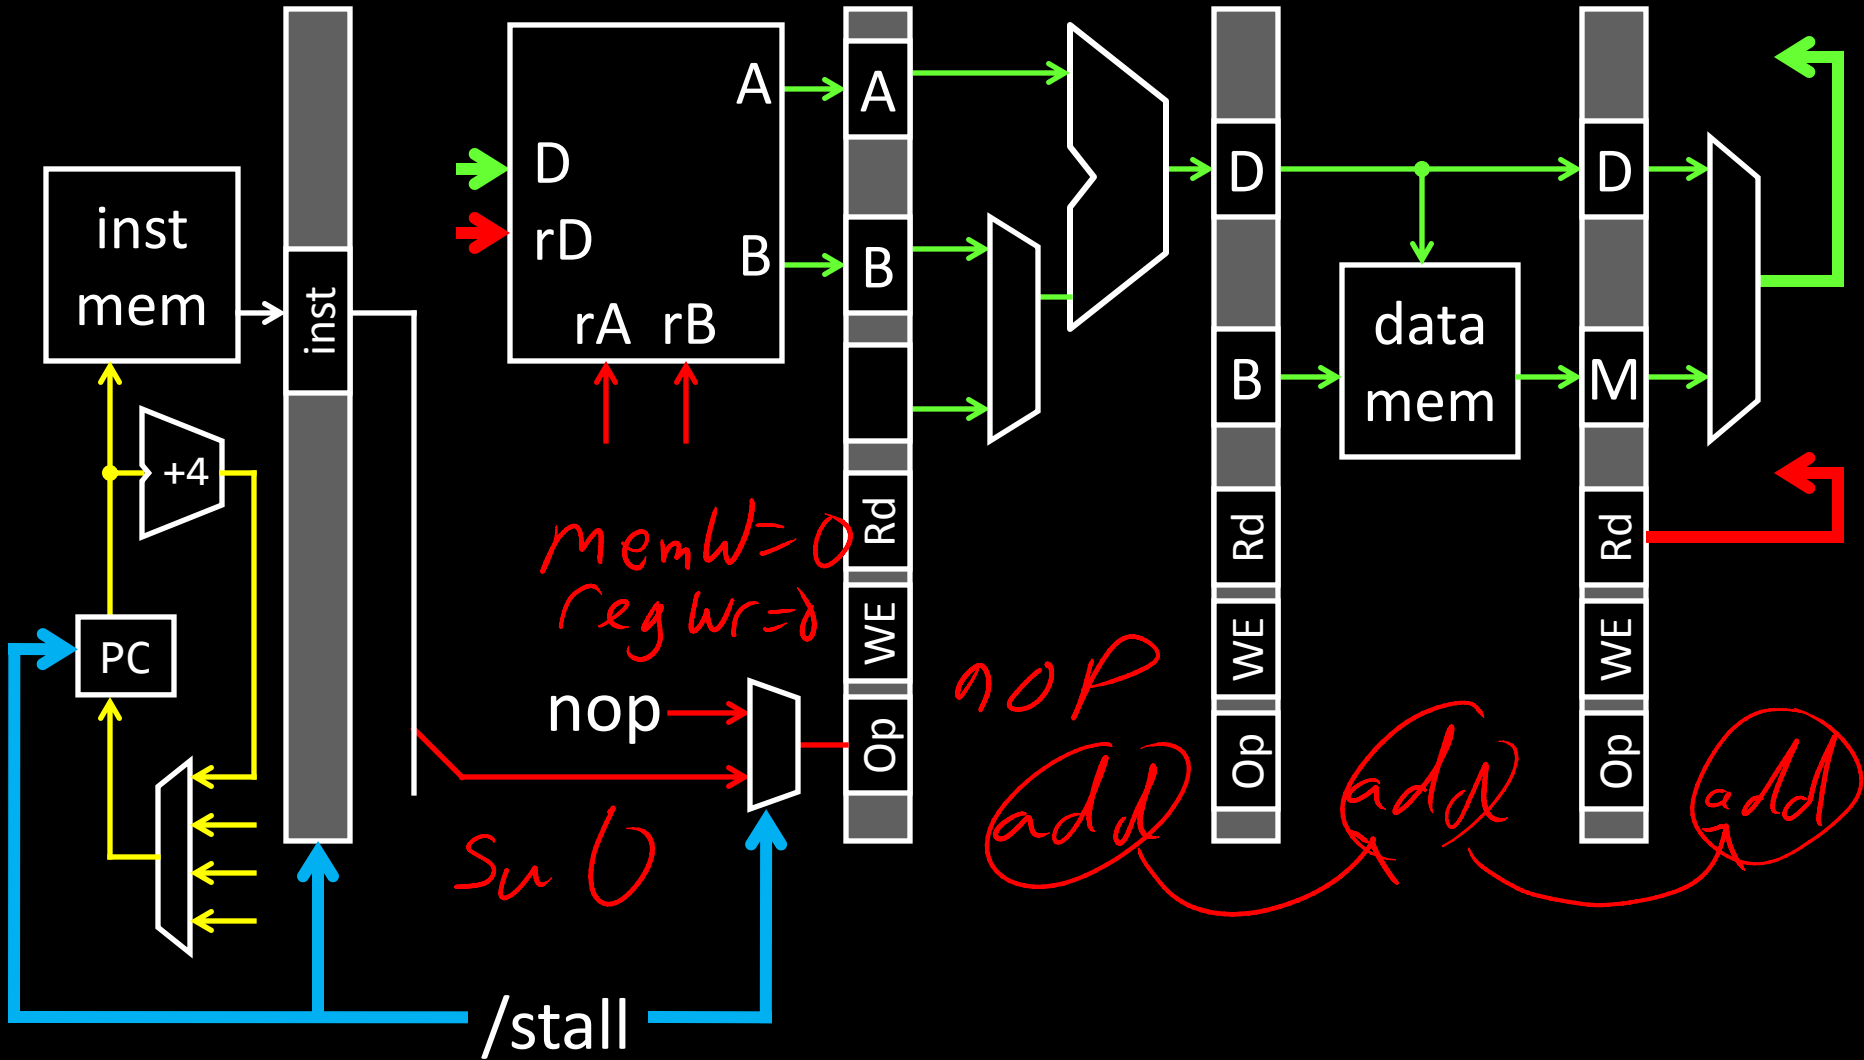 inst
mem
+4
PC
inst
D
rD
A
B
rA rB
A
B
Rd
WE
Op
memW=0
regwr=0
nop
sub
nop
add
D
B
Rd
WE
Op
data
mem
add
D
M
Rd
WE
Op
add
/stall